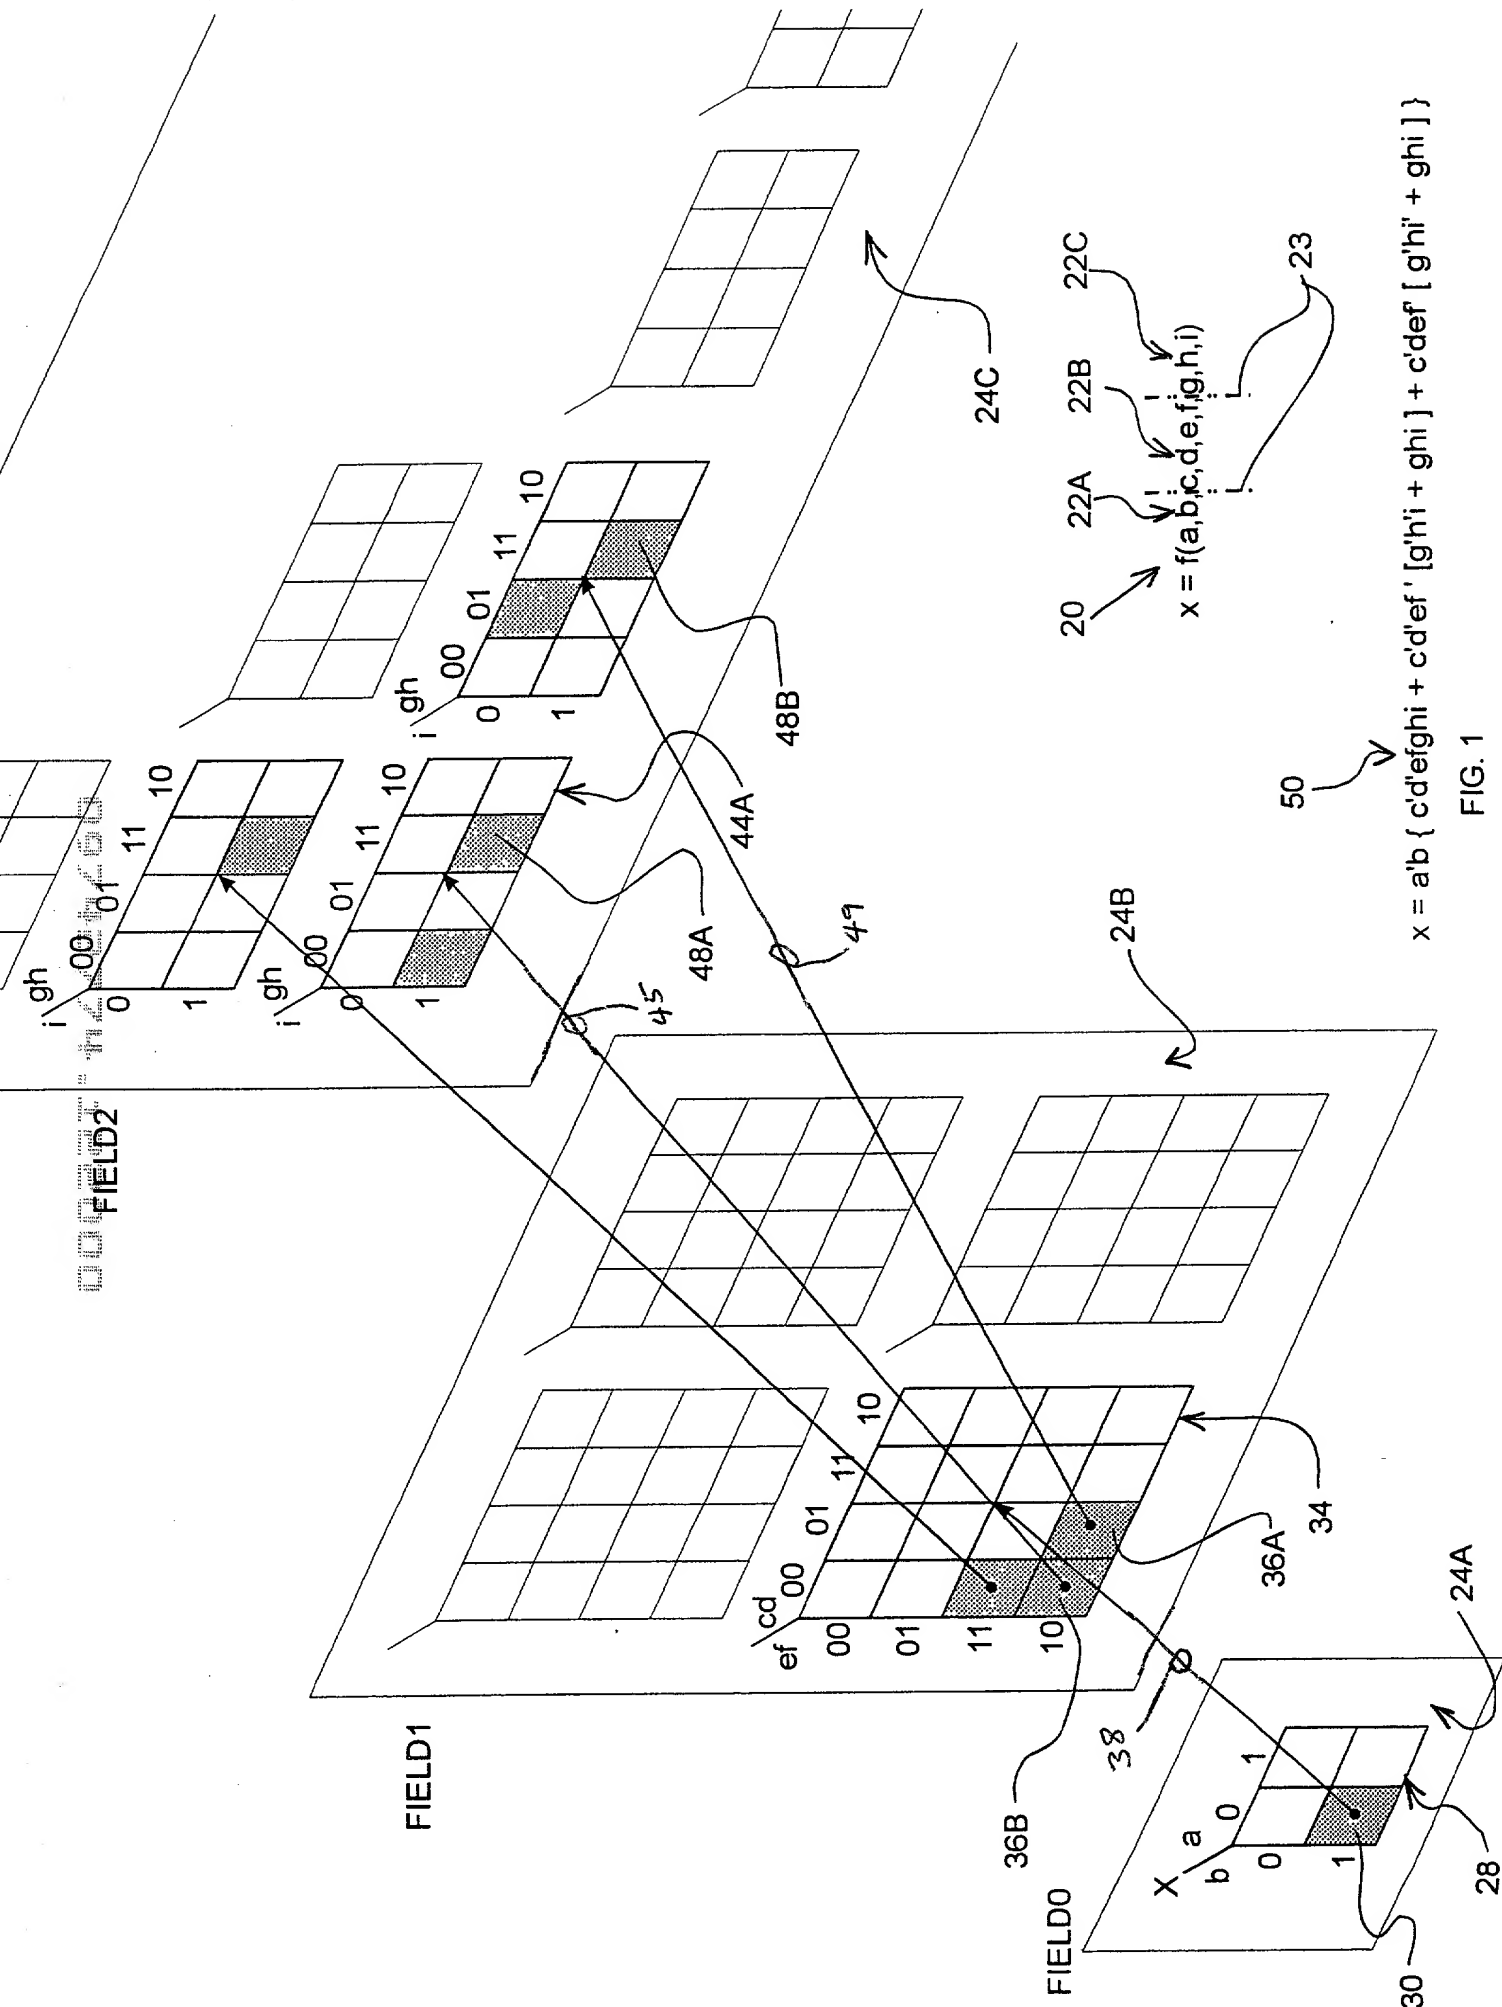 FIELD2
i gh
00 01 11 10
0
1
i gh
00 01 11 10
0
1
i gh
00 01 11 10
0
1
45
49
48A
44A
48B
24C
FIELD1
ef cd
00 01 11 10
00
01
11
10
24B
34
36A
36B
38
FIELD0
X
b a
0 1
0
1
24A
28
30
20
22A 22B 22C
x = f(a,b,c,d,e,f,g,h,i)
23
50
x = a'b { c'd'efghi + c'd'ef' [g'h'i + ghi ] + c'def' [ g'hi' + ghi ] }
FIG. 1